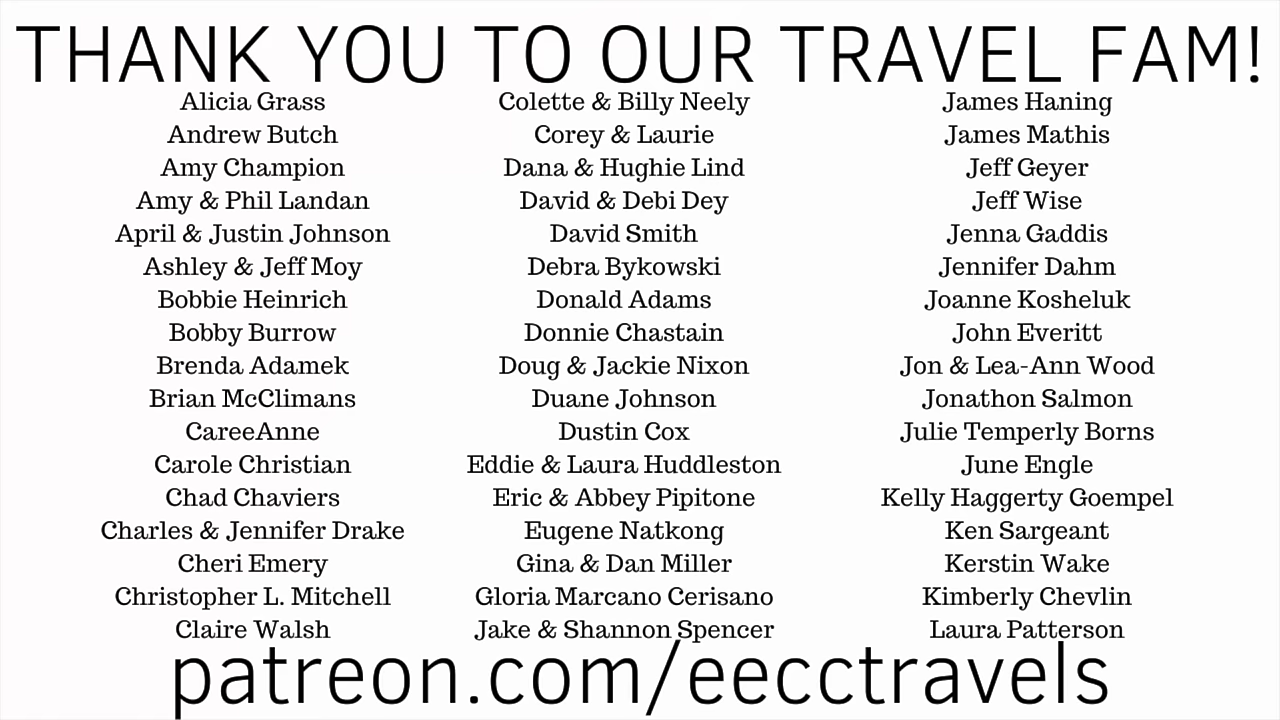 THANK YOU TO OUR TRAVEL FAM!
Alicia Grass
Andrew Butch
Amy Champion
Amy & Phil Landan
April & Justin Johnson
Ashley & Jeff Moy
Bobbie Heinrich
Bobby Burrow
Brenda Adamek
Brian McClimans
CareeAnne
Carole Christian
Chad Chaviers
Charles & Jennifer Drake
Cheri Emery
Christopher L. Mitchell
Claire Walsh
Colette & Billy Neely
Corey & Laurie
Dana & Hughie Lind
David & Debi Dey
David Smith
Debra Bykowski
Donald Adams
Donnie Chastain
Doug & Jackie Nixon
Duane Johnson
Dustin Cox
Eddie & Laura Huddleston
Eric & Abbey Pipitone
Eugene Natkong
Gina & Dan Miller
Gloria Marcano Cerisano
Jake & Shannon Spencer
James Haning
James Mathis
Jeff Geyer
Jeff Wise
Jenna Gaddis
Jennifer Dahm
Joanne Kosheluk
John Everitt
Jon & Lea-Ann Wood
Jonathon Salmon
Julie Temperly Borns
June Engle
Kelly Haggerty Goempel
Ken Sargeant
Kerstin Wake
Kimberly Chevlin
Laura Patterson
patreon.com/eecctravels